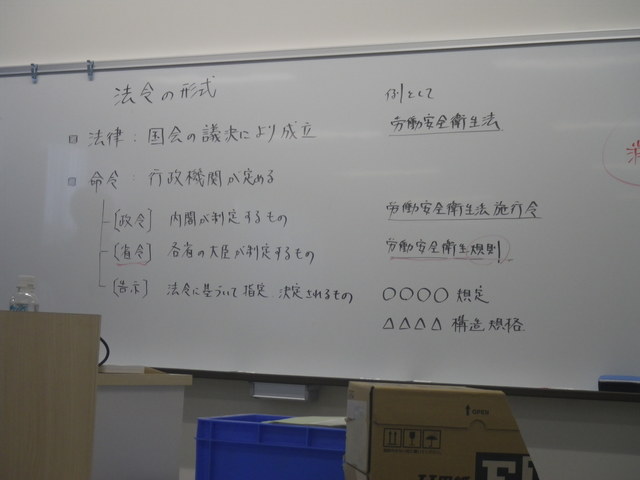 法令の形式
例として
法律：国会の議決により成立
労働安全衛生法
命令：行政機関が定める
[政令] 内閣が制定するもの
労働安全衛生法施行令
[省令] 各省の大臣が制定するもの
労働安全衛生規則
[告示] 法令に基づいて指定 決定されるもの
○○○○ 規定
△△△△ 構造規格